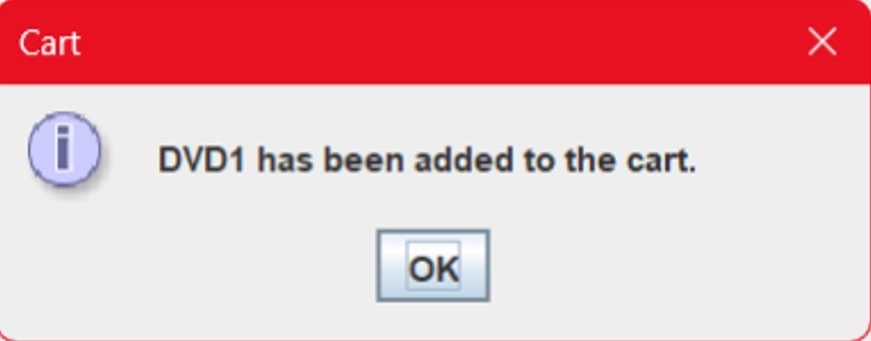 Cart
DVD1 has been added to the cart.
OK